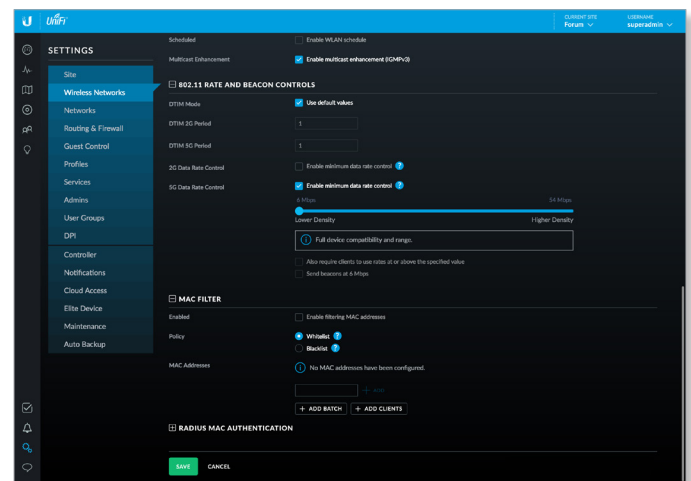 U UniFi CURRENT SITE USERNAME
Forum superadmin
SETTINGS
Site
Wireless Networks
Networks
Routing & Firewall
Guest Control
Profiles
Services
Admins
User Groups
DPI
Controller
Notifications
Cloud Access
Elite Device
Maintenance
Auto Backup
Scheduled Enable WLAN schedule
Multicast Enhancement Enable multicast enhancement (IGMPv3)
802.11 RATE AND BEACON CONTROLS
DTIM Mode Use default values
DTIM 2G Period 1
DTIM 5G Period 1
2G Data Rate Control Enable minimum data rate control ?
5G Data Rate Control Enable minimum data rate control ?
6 Mbps 54 Mbps
Lower Density Higher Density
Full device compatibility and range.
Also require clients to use rates at or above the specified value
Send beacons at 6 Mbps
MAC FILTER
Enabled Enable filtering MAC addresses
Policy Whitelist ?
Blacklist ?
MAC Addresses No MAC addresses have been configured.
+ ADD
+ ADD BATCH + ADD CLIENTS
RADIUS MAC AUTHENTICATION
SAVE CANCEL